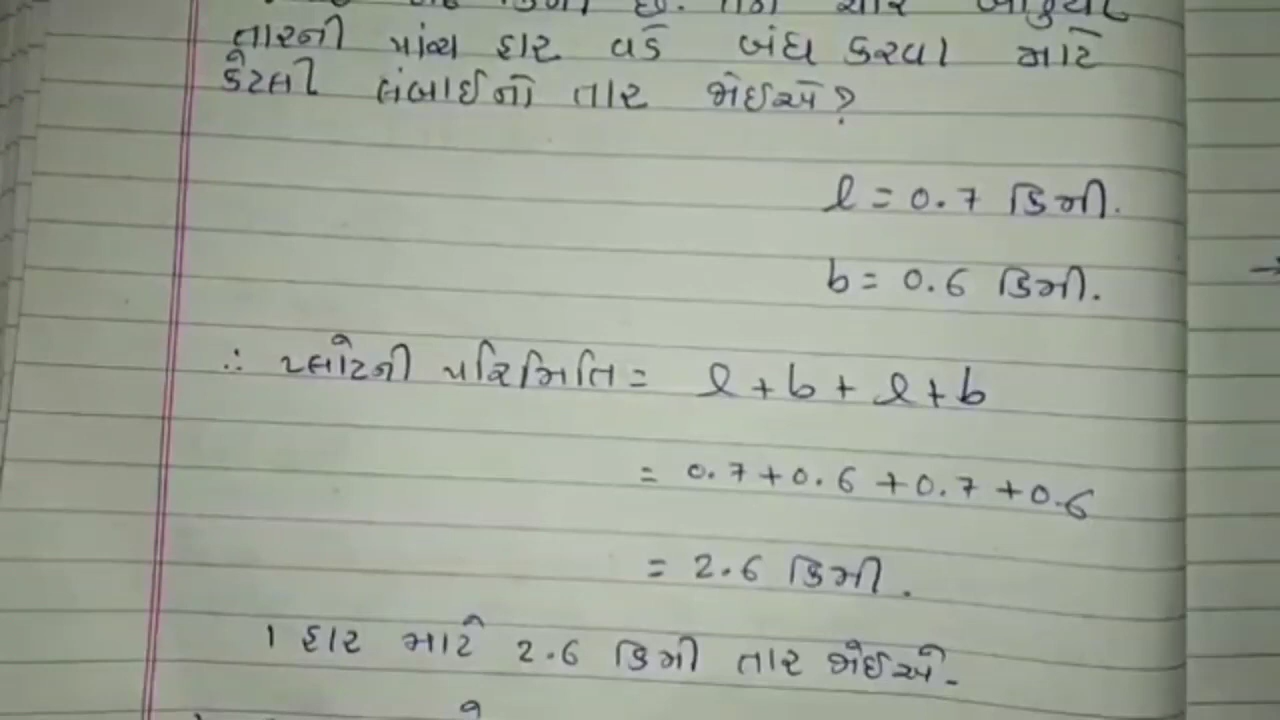 છે. તેની ચારે બાજુએ
તારની પાંચ હાર વડે બંધ કરવા માટે
કેટલી લંબાઈનો તાર જોઈએ?
l = 0.7 કિમી.
b = 0.6 કિમી.
∴ પ્લોટની પરિમિતિ = l + b + l + b
= 0.7 + 0.6 + 0.7 + 0.6
= 2.6 કિમી.
1 હાર માટે 2.6 કિમી તાર જોઈએ.